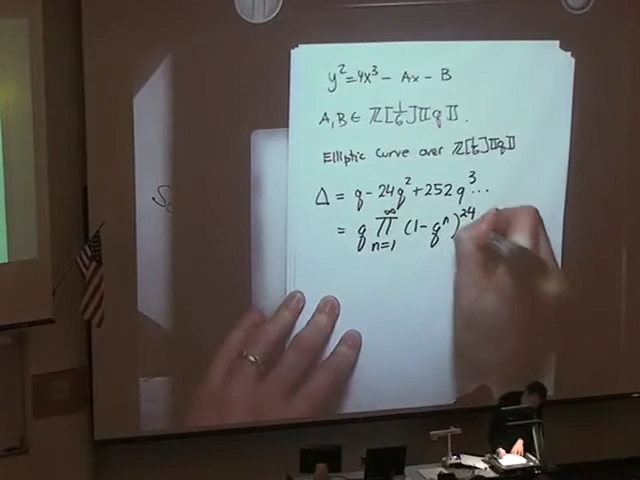 y² = 4x³ - Ax - B
A, B ∈ ℤ[1/6]⟦q⟧.
Elliptic curve over ℤ[1/6]⟦q⟧
Δ = q - 24q² + 252q³...
= q ∏_{n=1}^{∞} (1 - qⁿ)²⁴